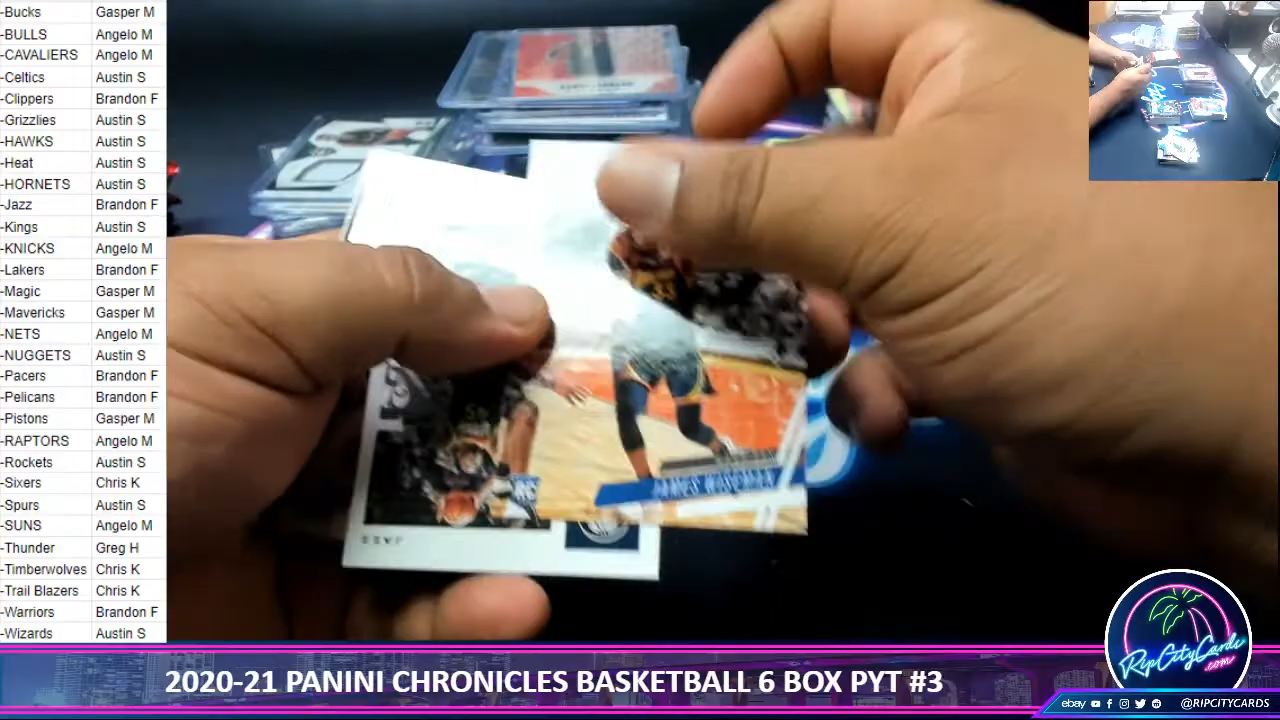 -Bucks Gasper M
-BULLS Angelo M
-CAVALIERS Angelo M
-Celtics Austin S
-Clippers Brandon F
-Grizzlies Austin S
-HAWKS Austin S
-Heat Austin S
-HORNETS Austin S
-Jazz Brandon F
-Kings Austin S
-KNICKS Angelo M
-Lakers Brandon F
-Magic Gasper M
-Mavericks Gasper M
-NETS Angelo M
-NUGGETS Austin S
-Pacers Brandon F
-Pelicans Brandon F
-Pistons Gasper M
-RAPTORS Angelo M
-Rockets Austin S
-Sixers Chris K
-Spurs Austin S
-SUNS Angelo M
-Thunder Greg H
-Timberwolves Chris K
-Trail Blazers Chris K
-Warriors Brandon F
-Wizards Austin S
JAMES WISEMAN
RipCityCards
.com
2020-21 PANINI CHRONICLES BASKETBALL 6 BOX PYT #3
ebay @RIPCITYCARDS